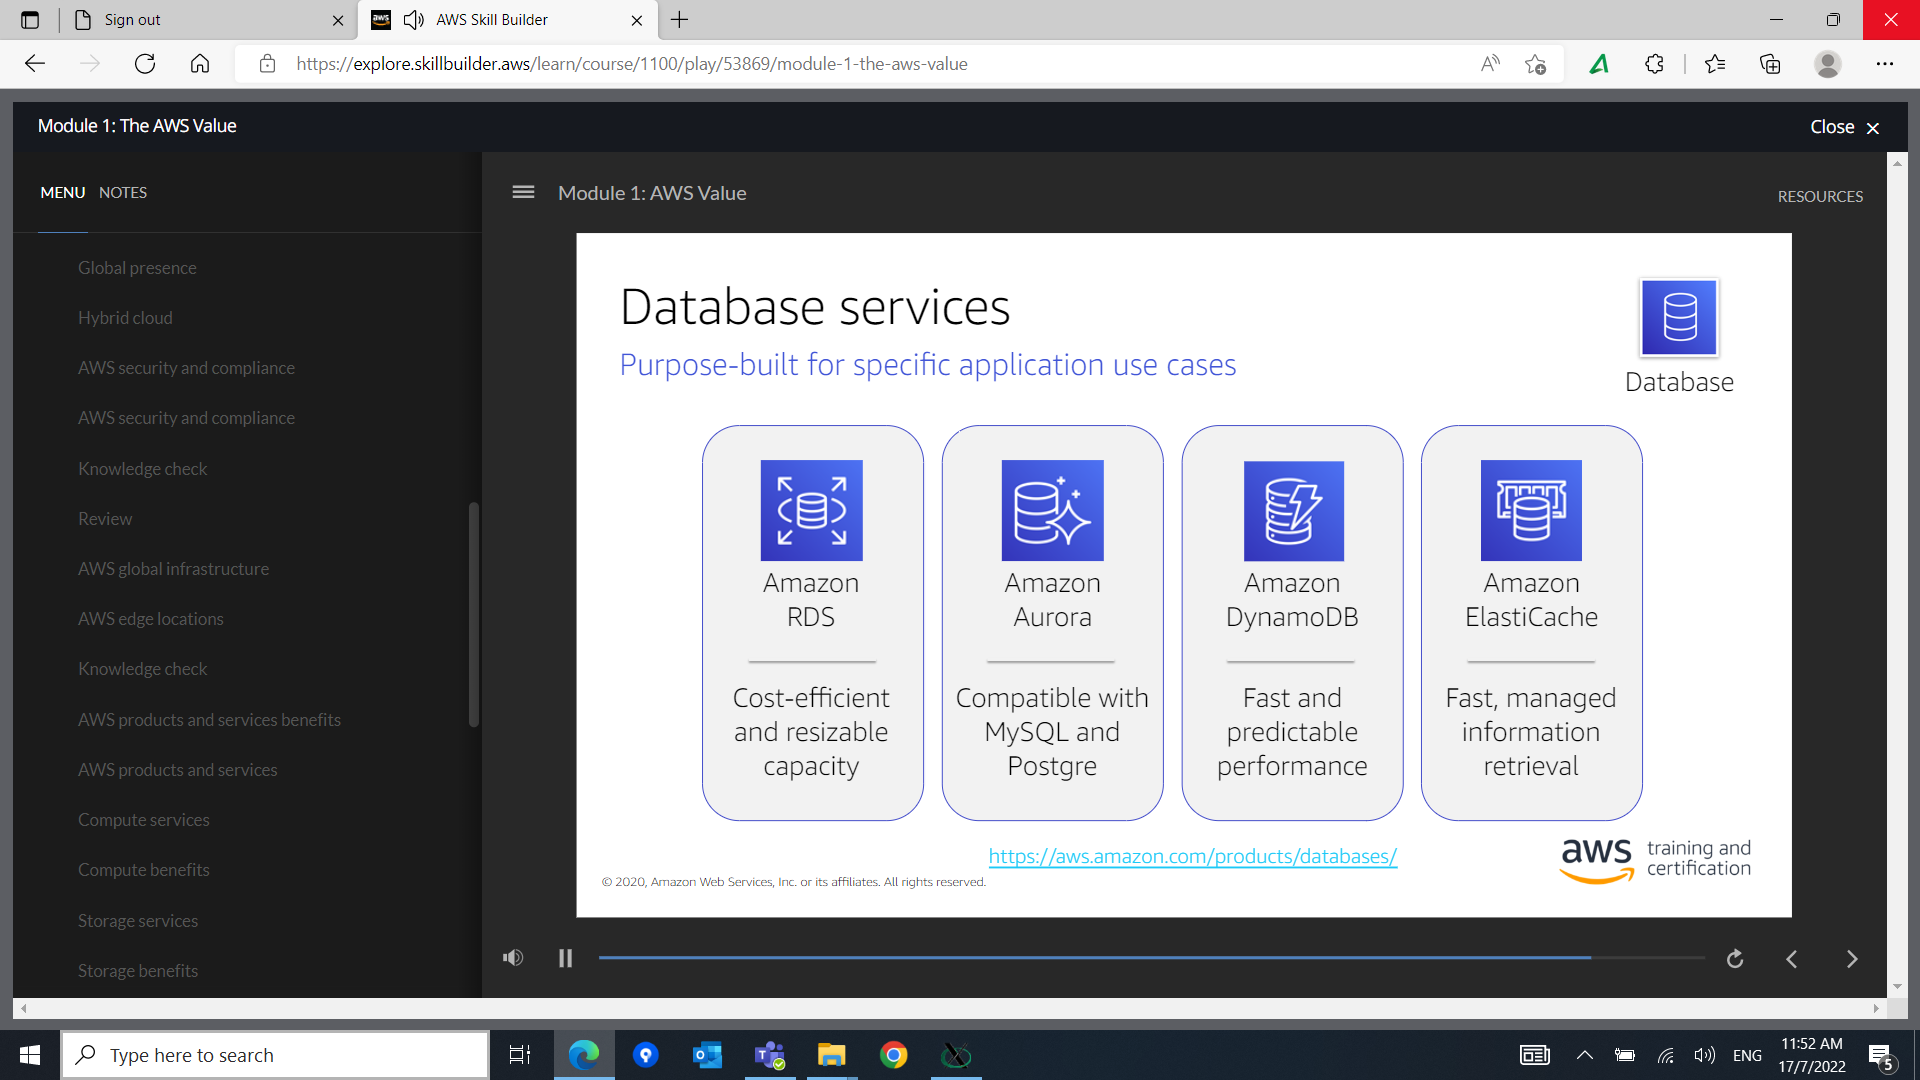 Sign out
AWS Skill Builder
https://explore.skillbuilder.aws/learn/course/1100/play/53869/module-1-the-aws-value
Module 1: The AWS Value
Close
MENU NOTES
Module 1: AWS Value
RESOURCES
Global presence
Hybrid cloud
AWS security and compliance
AWS security and compliance
Knowledge check
Review
AWS global infrastructure
AWS edge locations
Knowledge check
AWS products and services benefits
AWS products and services
Compute services
Compute benefits
Storage services
Storage benefits
Database services
Purpose-built for specific application use cases
Database
Amazon
RDS
Cost-efficient
and resizable
capacity
Amazon
Aurora
Compatible with
MySQL and
Postgre
Amazon
DynamoDB
Fast and
predictable
performance
Amazon
ElastiCache
Fast, managed
information
retrieval
https://aws.amazon.com/products/databases/
© 2020, Amazon Web Services, Inc. or its affiliates. All rights reserved.
aws training and
certification
Type here to search
ENG
11:52 AM
17/7/2022
5